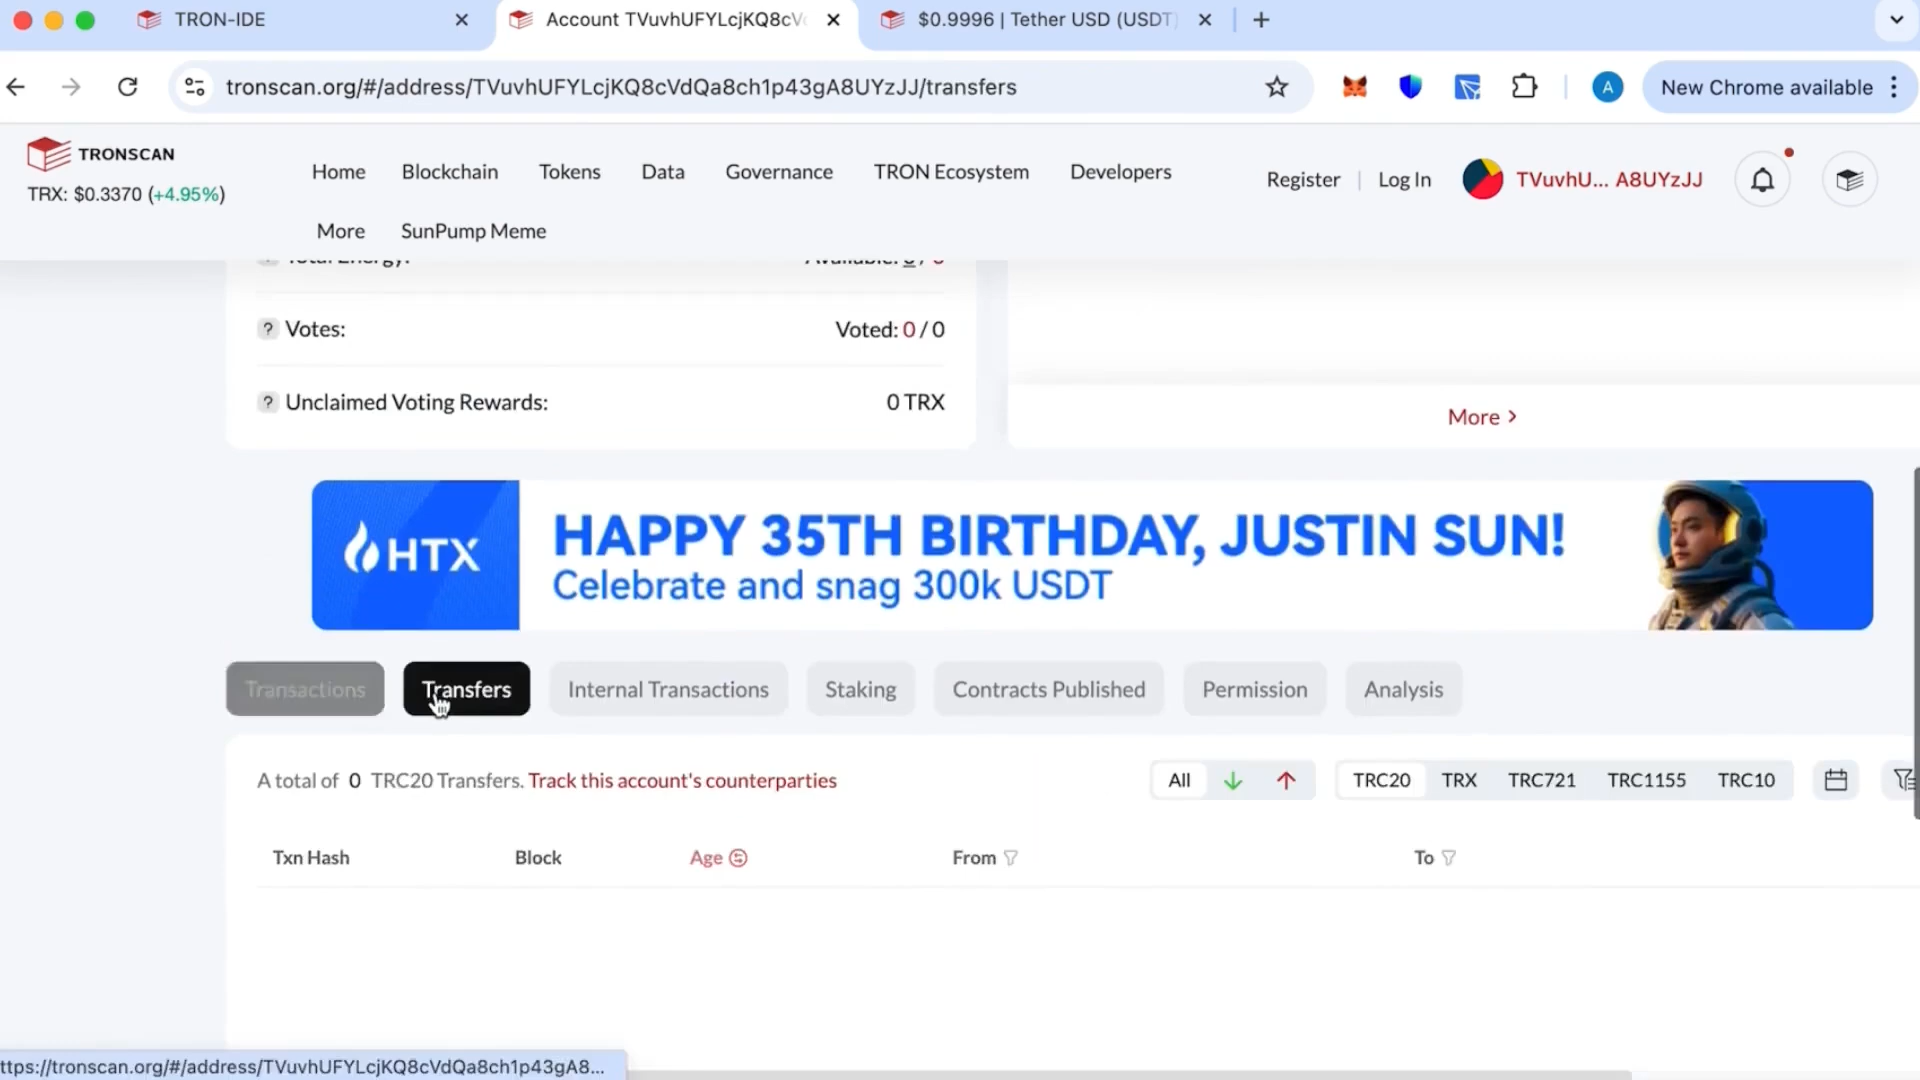 TRON-IDE
Account TVuvhUFYLcjKQ8cV
$0.9996 | Tether USD (USDT)
tronscan.org/#/address/TVuvhUFYLcjKQ8cVdQa8ch1p43gA8UYzJJ/transfers
A
New Chrome available
TRONSCAN
TRX: $0.3370 (+4.95%)
Home
Blockchain
Tokens
Data
Governance
TRON Ecosystem
Developers
More
SunPump Meme
Register | Log In
TVuvhU... A8UYzJJ
Total Energy:
Available: 0 / 0
? Votes:
Voted: 0 / 0
? Unclaimed Voting Rewards:
0 TRX
More >
HTX
HAPPY 35TH BIRTHDAY, JUSTIN SUN!
Celebrate and snag 300k USDT
Transactions
Transfers
Internal Transactions
Staking
Contracts Published
Permission
Analysis
A total of 0 TRC20 Transfers. Track this account's counterparties
All
TRC20
TRX
TRC721
TRC1155
TRC10
Txn Hash
Block
Age
From
To
ttps://tronscan.org/#/address/TVuvhUFYLcjKQ8cVdQa8ch1p43gA8...